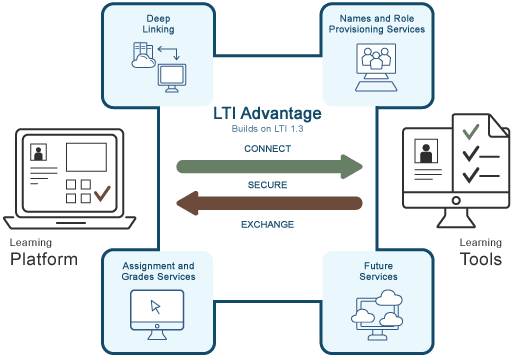 Deep
Linking
Names and Role
Provisioning Services
LTI Advantage
Builds on LTI 1.3
CONNECT
SECURE
EXCHANGE
Learning
Platform
Learning
Tools
Assignment and
Grades Services
Future
Services